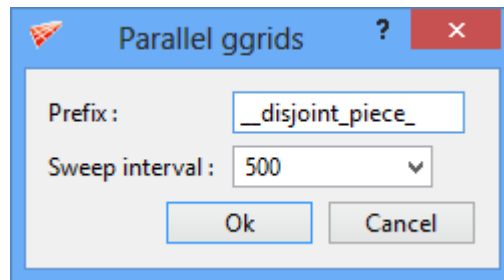 Parallel ggrids ? ×
Prefix : __disjoint_piece_
Sweep interval : 500
Ok Cancel